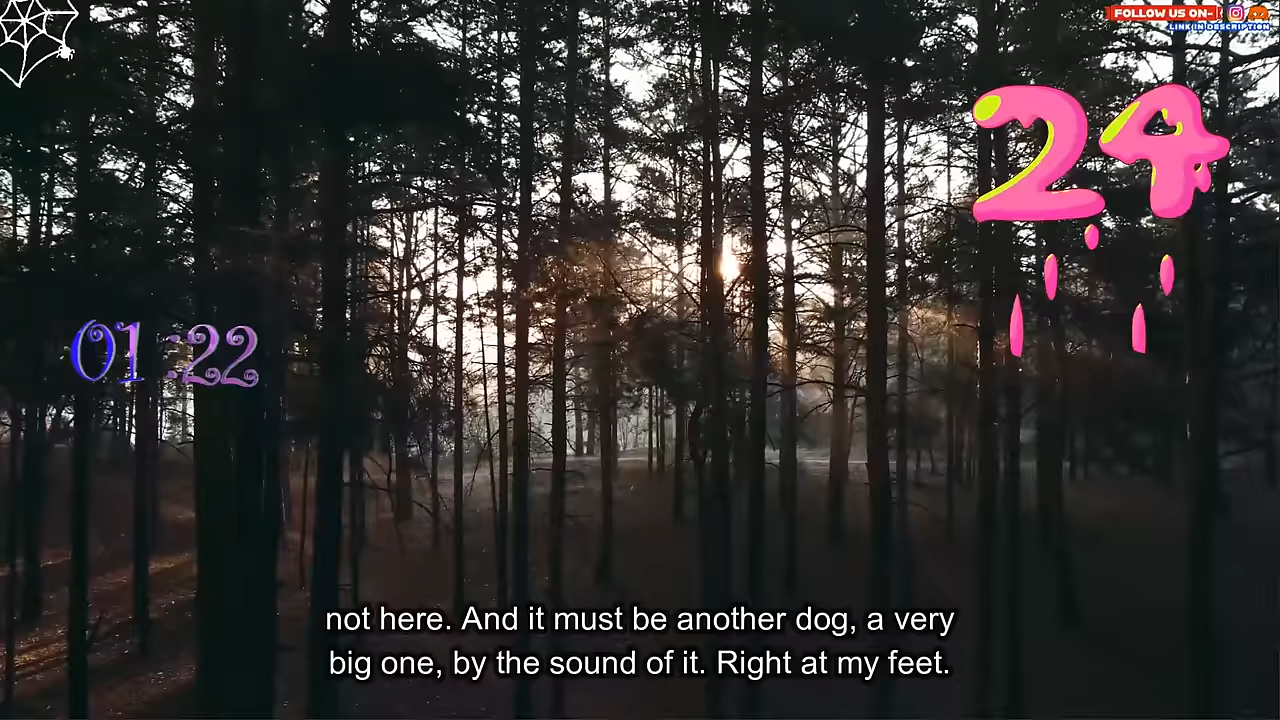 FOLLOW US ON-
LINK IN DESCRIPTION
24
01:22
not here. And it must be another dog, a very
big one, by the sound of it. Right at my feet.